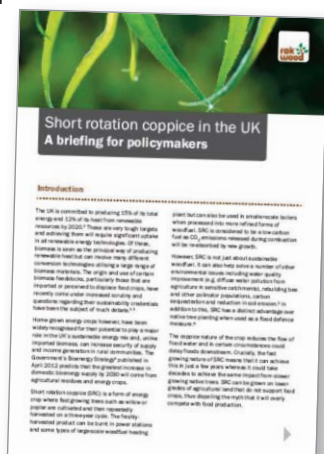 rok
wood
Short rotation coppice in the UK
A briefing for policymakers
Introduction
The UK is committed to producing 15% of its total
energy and 12% of its heat from renewable
resources by 2020. These are very tough targets
and achieving them will require significant uptake
in all renewable energy technologies. Of these,
biomass is seen as the principal way of producing
renewable heat but can involve many different
conversion technologies utilising a large range of
biomass materials. The origin and use of certain
biomass feedstocks, particularly those that are
imported or perceived to displace food crops, have
recently come under increased scrutiny and
questions regarding their sustainability credentials
have been the subject of much debate.
Home grown energy crops however, have been
widely recognised for their potential to play a major
role in the UK's sustainable energy mix and, unlike
imported biomass, can increase security of supply
and income generation in rural communities. The
Government's Bioenergy Strategy published in
April 2012 predicts that the greatest increase in
domestic bioenergy supply by 2030 will come from
agricultural residues and energy crops.
Short rotation coppice (SRC) is a form of energy
crop where fast growing trees such as willow or
poplar are cultivated and then repeatedly
harvested on a three-year cycle. The freshly-
harvested product can be burnt in power stations
and some types of large-scale woodfuel heating
plant but can also be used in smaller-scale boilers
when processed into more refined forms of
woodfuel. SRC is considered to be a low carbon
fuel as CO2 emissions released during combustion
will be re-absorbed by new growth.
However, SRC is not just about sustainable
woodfuel. It can also help solve a number of other
environmental issues including water quality
improvement (e.g. diffuse water pollution from
agriculture in sensitive catchments), rebuilding bee
and other pollinator populations, carbon
sequestration and reduction in soil erosion. In
addition to this, SRC has a distinct advantage over
native tree planting when used as a flood defence
measure.
The coppice nature of the crop reduces the flow of
flood water and in certain circumstances could
delay floods downstream. Crucially, the fast
growing nature of SRC means that it can achieve
this in just a few years whereas it could take
decades to achieve the same impact from slower
growing native trees. SRC can be grown on lower
grades of agricultural land that do not support food
crops, thus dispelling the myth that it will overly
compete with food production.